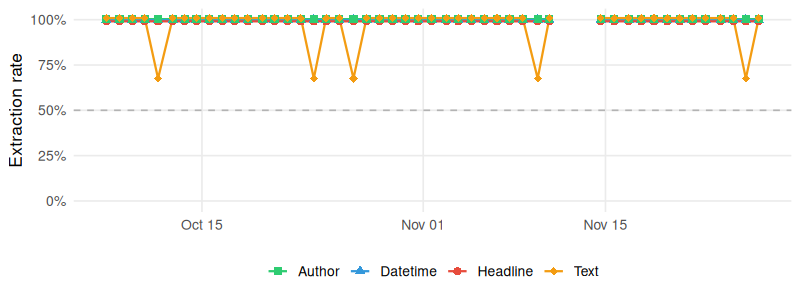 Extraction rate
100%
75%
50%
25%
0%
Oct 15 Nov 01 Nov 15
Author Datetime Headline Text